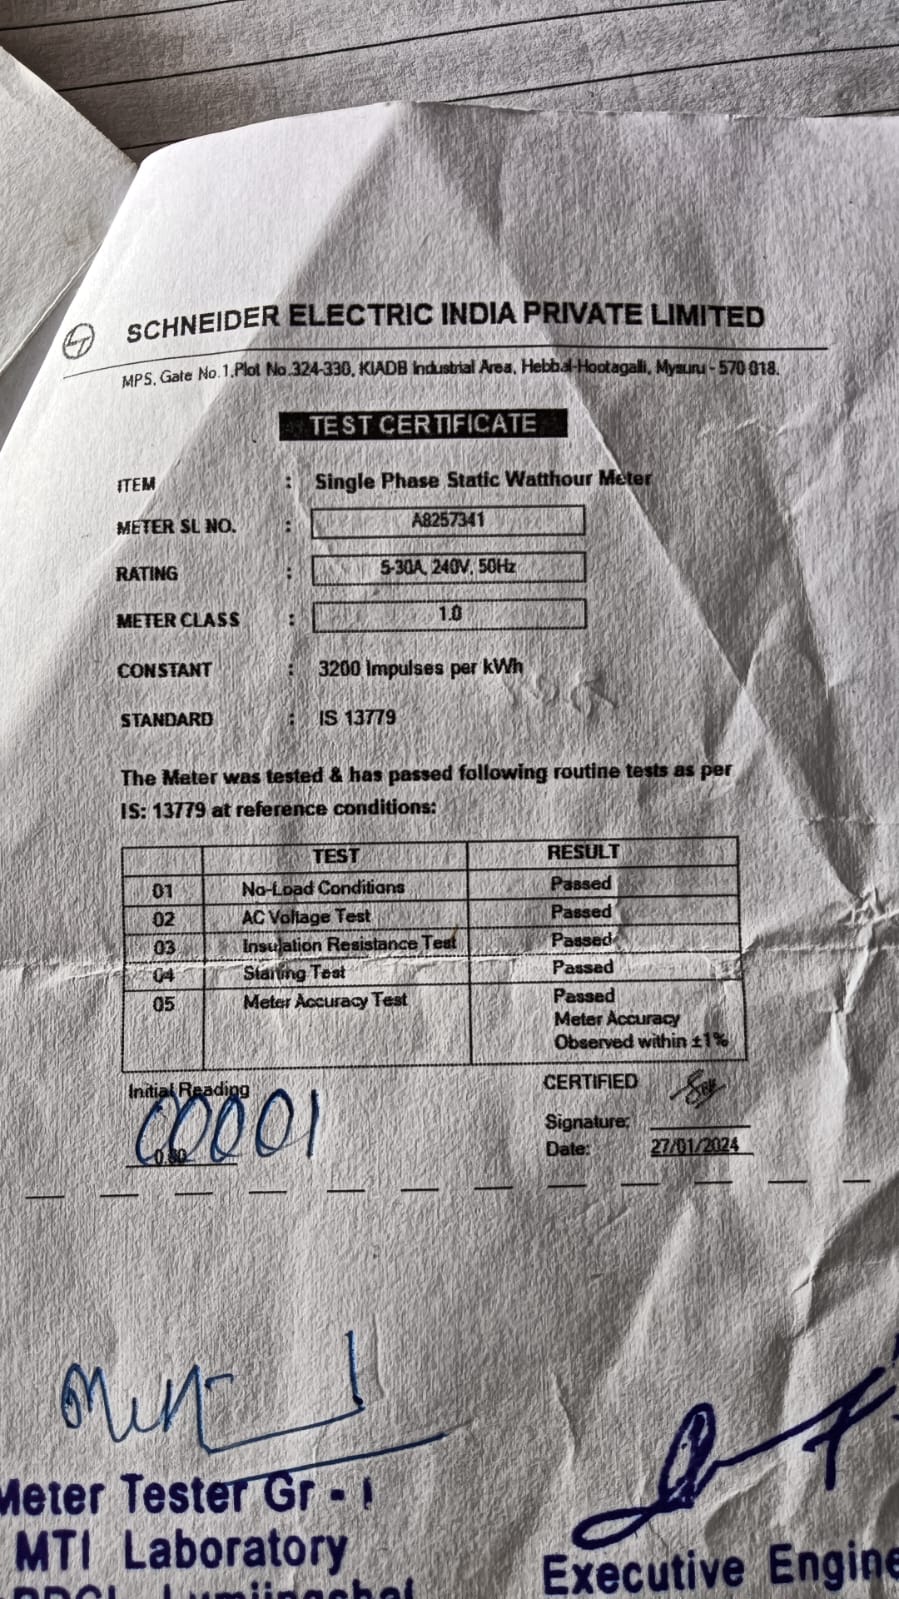 SCHNEIDER ELECTRIC INDIA PRIVATE LIMITED
MPS, Gate No.1,Plot No.324-330, KIADB Industrial Area, Hebbal-Hootagalli, Mysuru - 570 018.
TEST CERTIFICATE
ITEM : Single Phase Static Watthour Meter
METER SL NO. : A8257341
RATING : 5-30A, 240V, 50Hz
METER CLASS : 1.0
CONSTANT : 3200 Impulses per kWh
STANDARD : IS 13779
The Meter was tested & has passed following routine tests as per
IS: 13779 at reference conditions:
TEST RESULT
01 No-Load Conditions Passed
02 AC Voltage Test Passed
03 Insulation Resistance Test Passed
04 Starting Test Passed
05 Meter Accuracy Test Passed
Meter Accuracy
Observed within ±1%
Initial Reading
00001
CERTIFIED
Signature:
Date: 27/01/2024
Meter Tester Gr - I
MTI Laboratory
Executive Engine